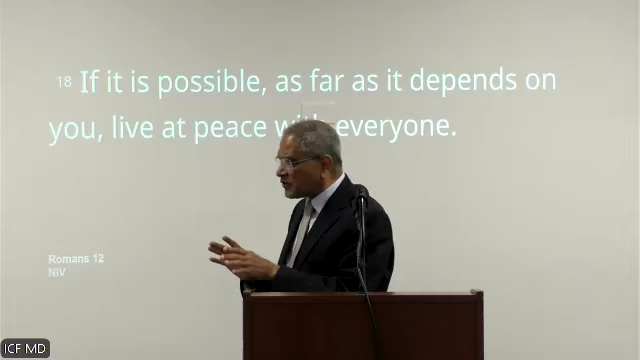 18 If it is possible, as far as it depends on
you, live at peace with everyone.
Romans 12
NIV
ICF MD